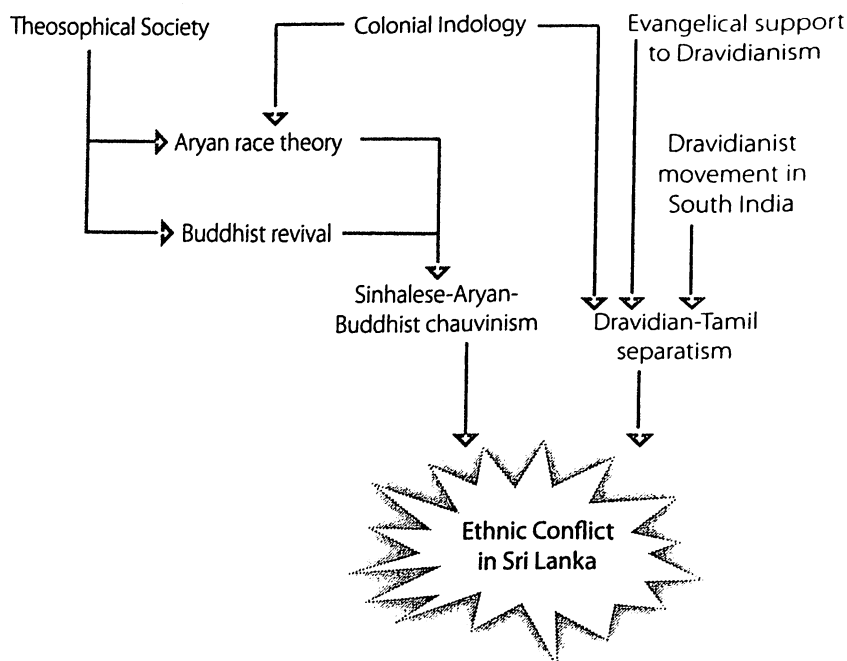 Theosophical Society
Colonial Indology
Evangelical support
to Dravidianism
Aryan race theory
Dravidianist
movement in
South India
Buddhist revival
Sinhalese-Aryan-
Buddhist chauvinism
Dravidian-Tamil
separatism
Ethnic Conflict
in Sri Lanka